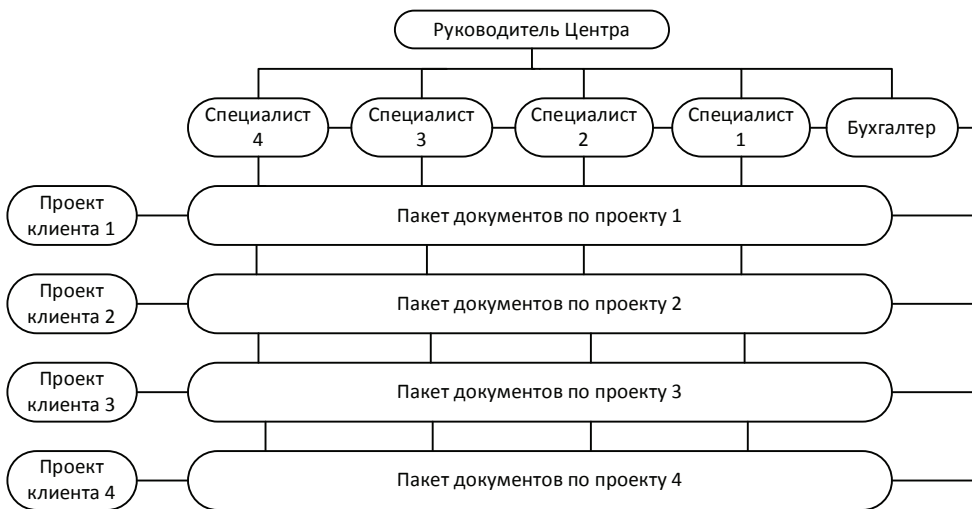 Руководитель Центра
Специалист
4
Специалист
3
Специалист
2
Специалист
1
Бухгалтер
Проект
клиента 1
Пакет документов по проекту 1
Проект
клиента 2
Пакет документов по проекту 2
Проект
клиента 3
Пакет документов по проекту 3
Проект
клиента 4
Пакет документов по проекту 4